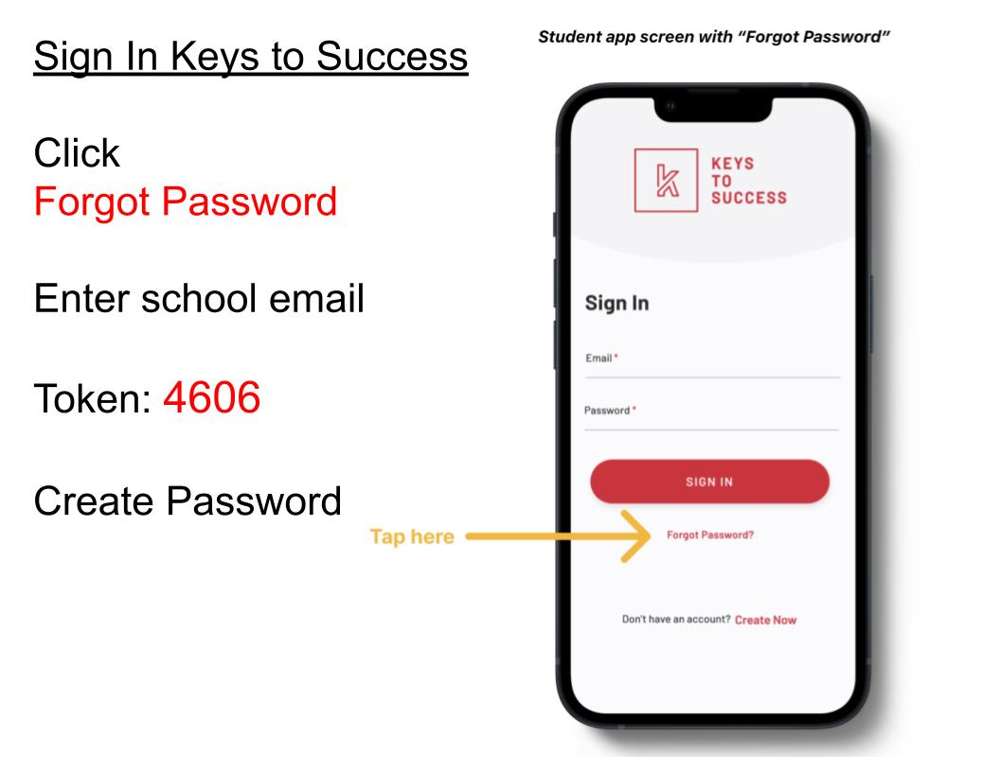 Sign In Keys to Success
Click
Forgot Password
Enter school email
Token: 4606
Create Password
Student app screen with “Forgot Password”
KEYS
TO
SUCCESS
Sign In
Email *
Password *
SIGN IN
Tap here
Forgot Password?
Don't have an account? Create Now